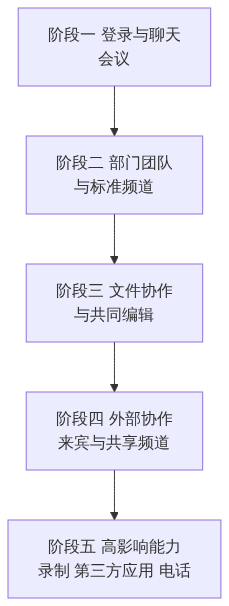 阶段一 登录与聊天
会议
阶段二 部门团队
与标准频道
阶段三 文件协作
与共同编辑
阶段四 外部协作
来宾与共享频道
阶段五 高影响能力
录制 第三方应用 电话